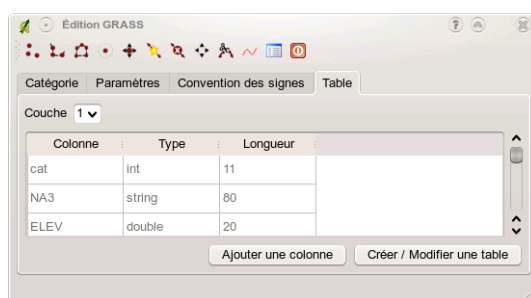 Édition GRASS
Catégorie Paramètres Convention des signes Table
Couche 1
Colonne Type Longueur
cat int 11
NA3 string 80
ELEV double 20
Ajouter une colonne Créer / Modifier une table